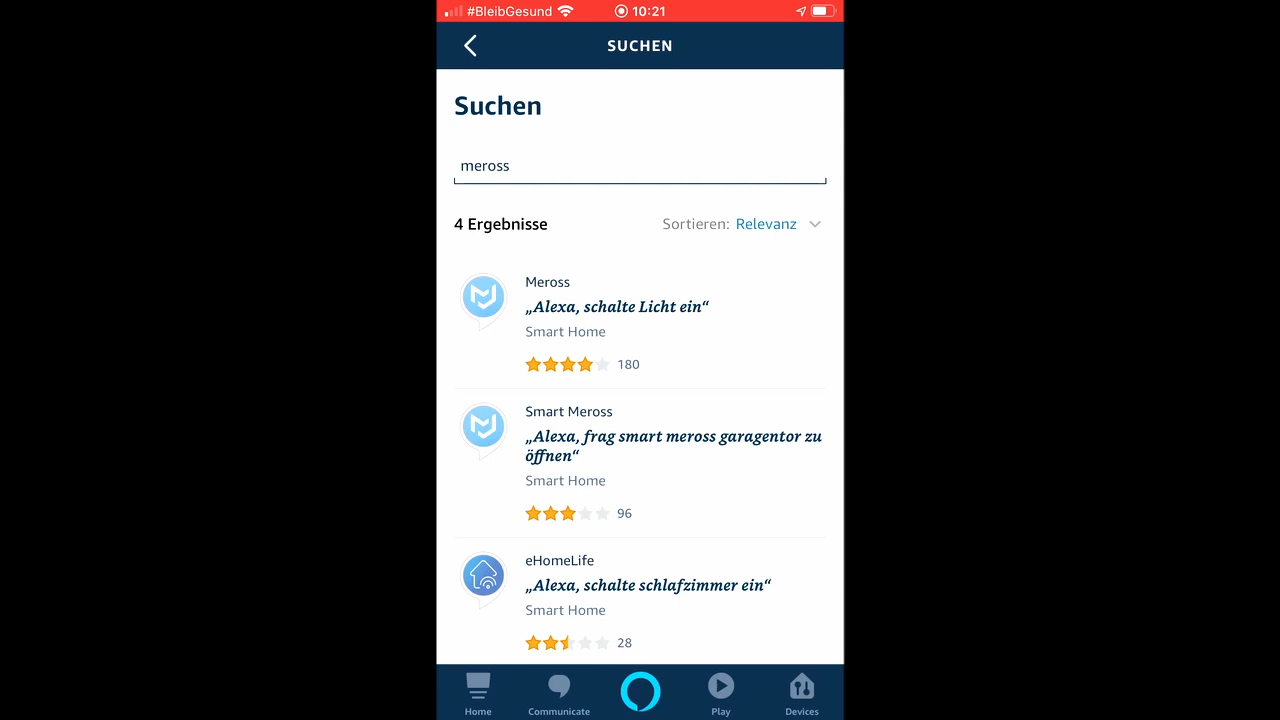 #BleibGesund 10:21
SUCHEN
Suchen
meross
4 Ergebnisse Sortieren: Relevanz
Meross
„Alexa, schalte Licht ein“
Smart Home
180
Smart Meross
„Alexa, frag smart meross garagentor zu
öffnen“
Smart Home
96
eHomeLife
„Alexa, schalte schlafzimmer ein“
Smart Home
28
Home Communicate Play Devices